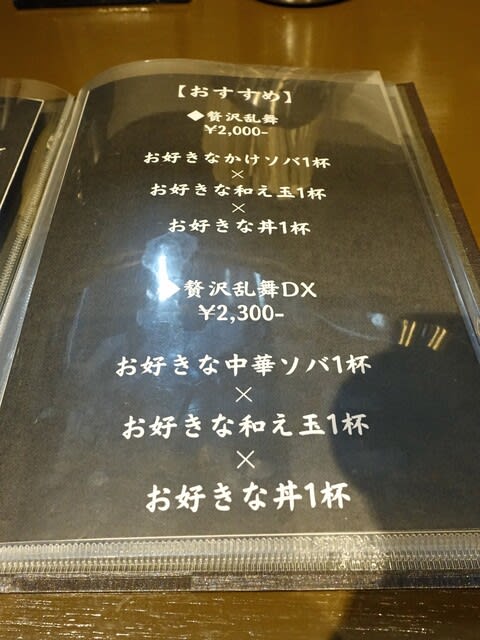 【おすすめ】
◆贅沢乱舞
¥2,000-
お好きなかけソバ1杯
×
お好きな和え玉1杯
×
お好きな丼1杯
◆贅沢乱舞DX
¥2,300-
お好きな中華ソバ1杯
×
お好きな和え玉1杯
×
お好きな丼1杯